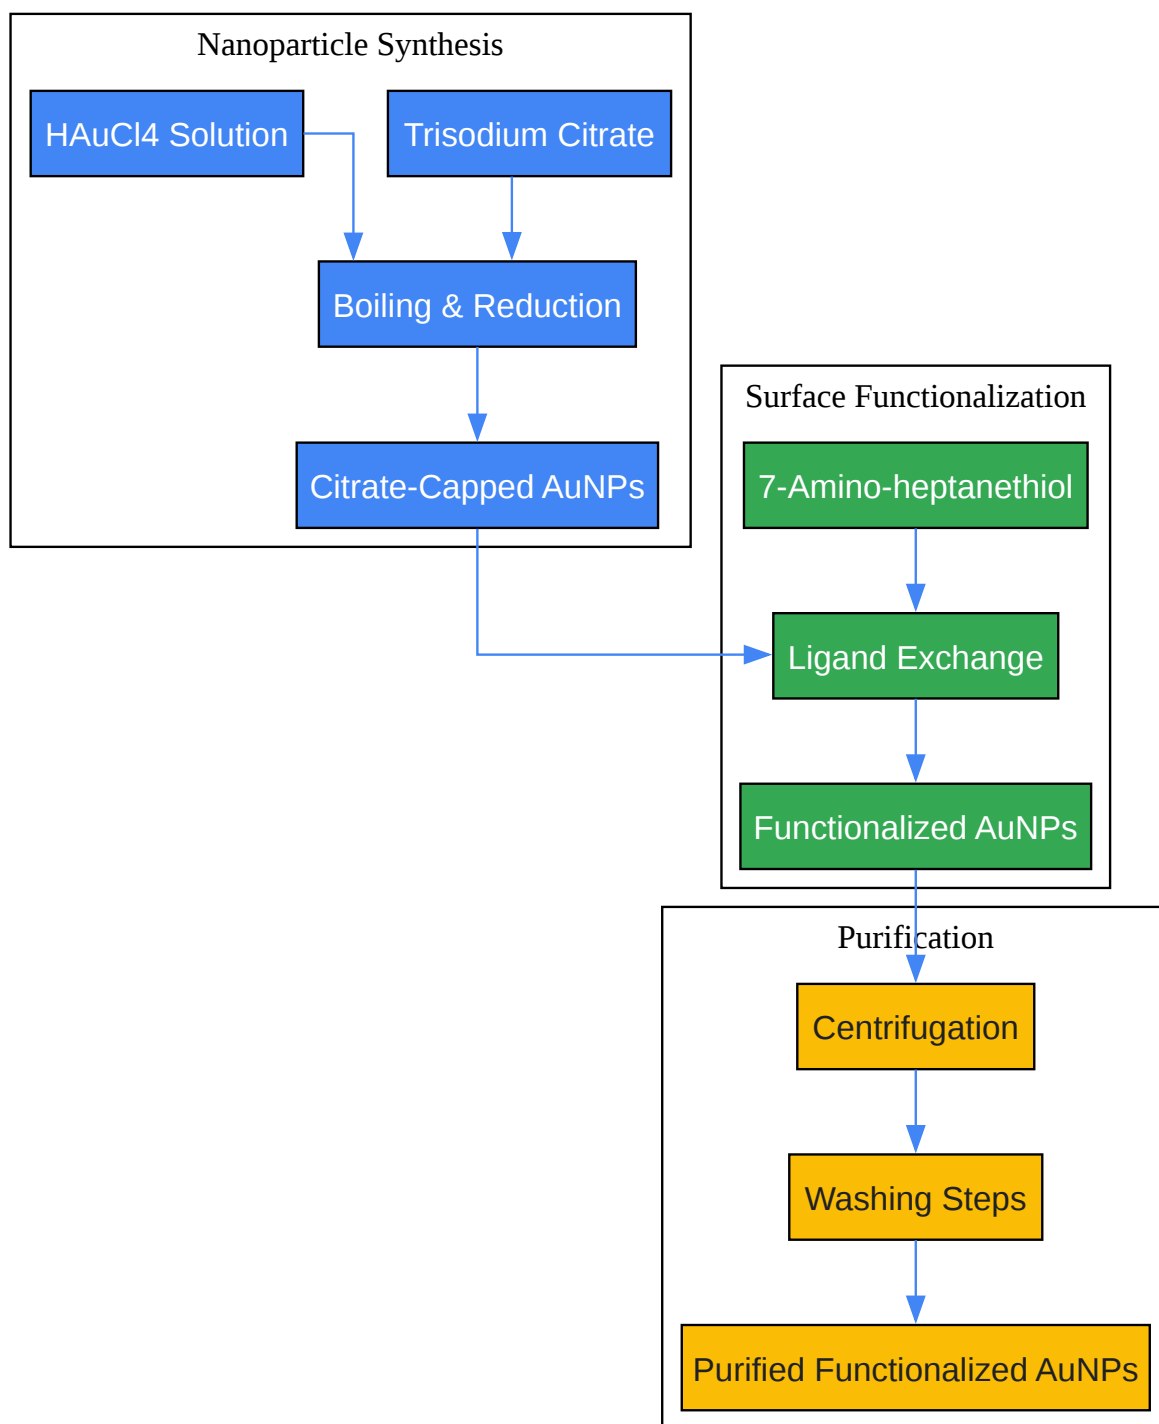 Nanoparticle Synthesis
HAuCl4 Solution
Trisodium Citrate
Boiling & Reduction
Citrate-Capped AuNPs
Surface Functionalization
7-Amino-heptanethiol
Ligand Exchange
Functionalized AuNPs
Purification
Centrifugation
Washing Steps
Purified Functionalized AuNPs